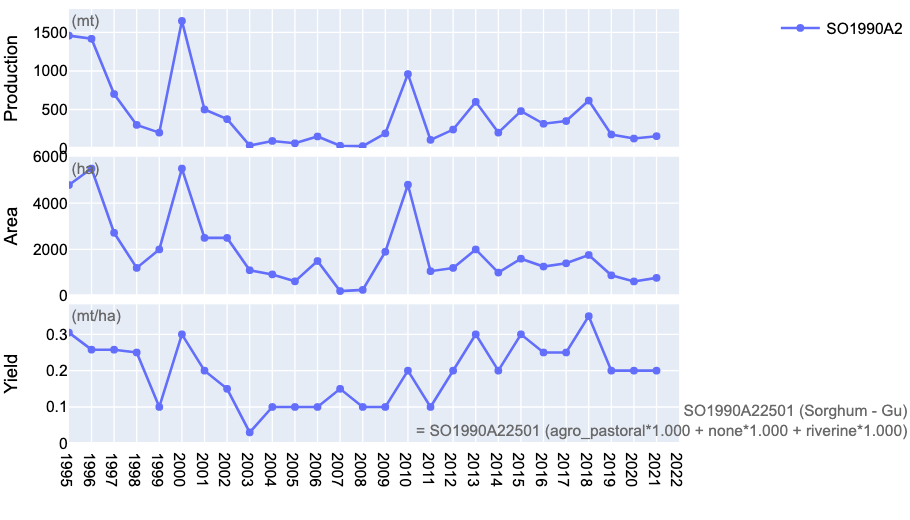 (mt)
SO1990A2
Production
1500
1000
500
0
(ha)
Area
6000
4000
2000
0
(mt/ha)
Yield
0.3
0.2
0.1
0
SO1990A22501 (Sorghum - Gu)
= SO1990A22501 (agro_pastoral*1.000 + none*1.000 + riverine*1.000)
1995 1996 1997 1998 1999 2000 2001 2002 2003 2004 2005 2006 2007 2008 2009 2010 2011 2012 2013 2014 2015 2016 2017 2018 2019 2020 2021 2022